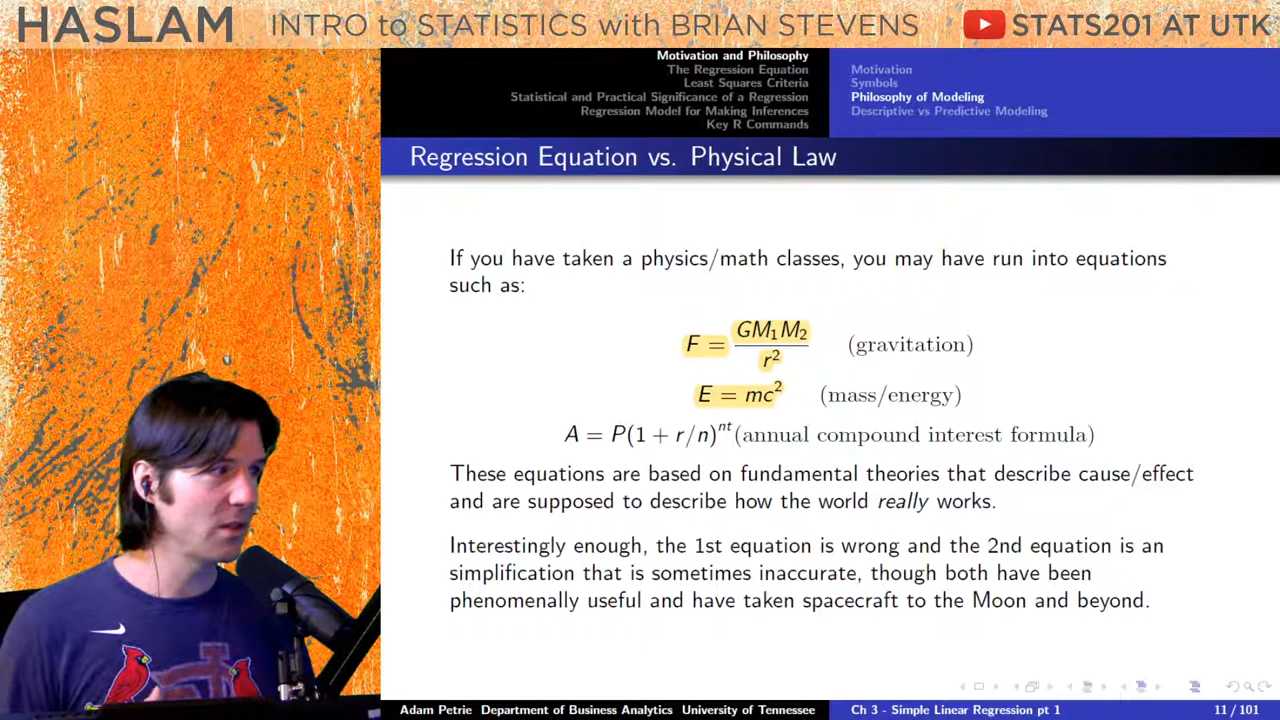 HASLAM INTRO to STATISTICS with BRIAN STEVENS STATS201 AT UTK
Motivation and Philosophy
The Regression Equation
Least Squares Criteria
Statistical and Practical Significance of a Regression
Regression Model for Making Inferences
Key R Commands
Motivation
Symbols
Philosophy of Modeling
Descriptive vs Predictive Modeling
Regression Equation vs. Physical Law
If you have taken a physics/math classes, you may have run into equations
such as:
F = GM₁M₂ / r² (gravitation)
E = mc² (mass/energy)
A = P(1 + r/n)ⁿᵗ (annual compound interest formula)
These equations are based on fundamental theories that describe cause/effect
and are supposed to describe how the world really works.
Interestingly enough, the 1st equation is wrong and the 2nd equation is an
simplification that is sometimes inaccurate, though both have been
phenomenally useful and have taken spacecraft to the Moon and beyond.
Adam Petrie Department of Business Analytics University of Tennessee Ch 3 - Simple Linear Regression pt 1 11 / 101